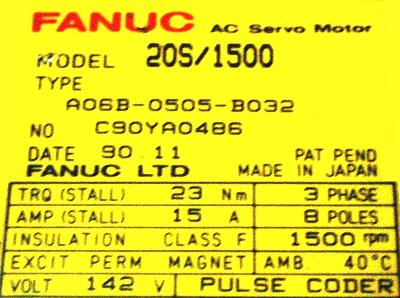 FANUC AC Servo Motor
MODEL 20S/1500
TYPE
A06B-0505-B032
NO C90YA0486
DATE 90.11 PAT PEND
FANUC LTD MADE IN JAPAN
TRQ (STALL) 23 Nm 3 PHASE
AMP (STALL) 15 A 8 POLES
INSULATION CLASS F 1500 rpm
EXCIT PERM MAGNET AMB. 40°C
VOLT 142 V PULSE CODER